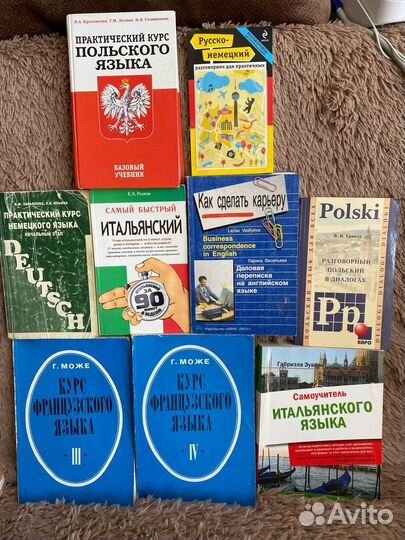 Я.А. Кротовская, Г.М. Лесная, Н.В. Селиванова
ПРАКТИЧЕСКИЙ КУРС
ПОЛЬСКОГО
ЯЗЫКА
БАЗОВЫЙ
УЧЕБНИК
Русско-
немецкий
разговорник для практичных
ПРАКТИЧЕСКИЙ КУРС
НЕМЕЦКОГО ЯЗЫКА
НАЧАЛЬНЫЙ ЭТАП
DEUTSCH
Е.А. Рыжак
САМЫЙ БЫСТРЫЙ
ИТАЛЬЯНСКИЙ
ЗА
90
Как сделать карьеру
Larisa Vasilyeva
Business
correspondence
in English
Лариса Васильева
Деловая
переписка
на английском
языке
Polski
РАЗГОВОРНЫЙ
ПОЛЬСКИЙ
В ДИАЛОГАХ
DIALOGI
Pp
КАРО
Г. МОЖЕ
КУРС
ФРАНЦУЗСКОГО
ЯЗЫКА
III
Г. МОЖЕ
КУРС
ФРАНЦУЗСКОГО
ЯЗЫКА
IV
Габриэла
Самоучитель
ИТАЛЬЯНСКОГО
ЯЗЫКА
Avito